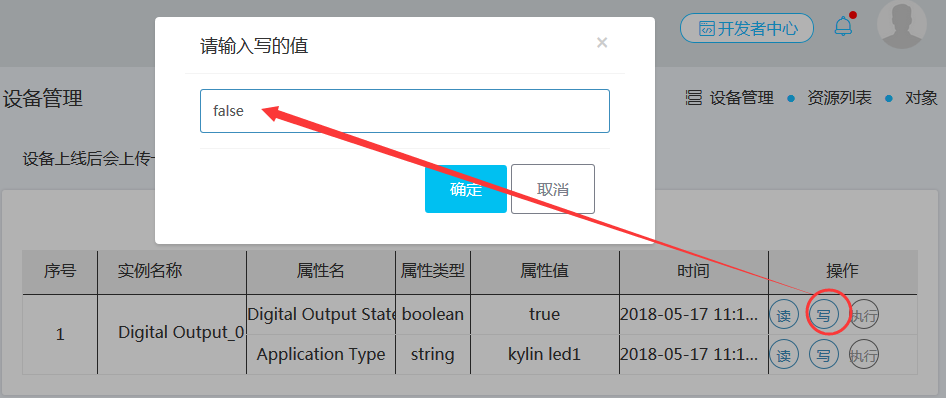 开发者中心
请输入写的值
×
false
确定
取消
设备管理
设备管理
资源列表
对象
设备上线后会上传
序号 实例名称 属性名 属性类型 属性值 时间 操作
1 Digital Output_0 Digital Output State boolean true 2018-05-17 11:1... 读 写 执行
Application Type string kylin led1 2018-05-17 11:1... 读 写 执行